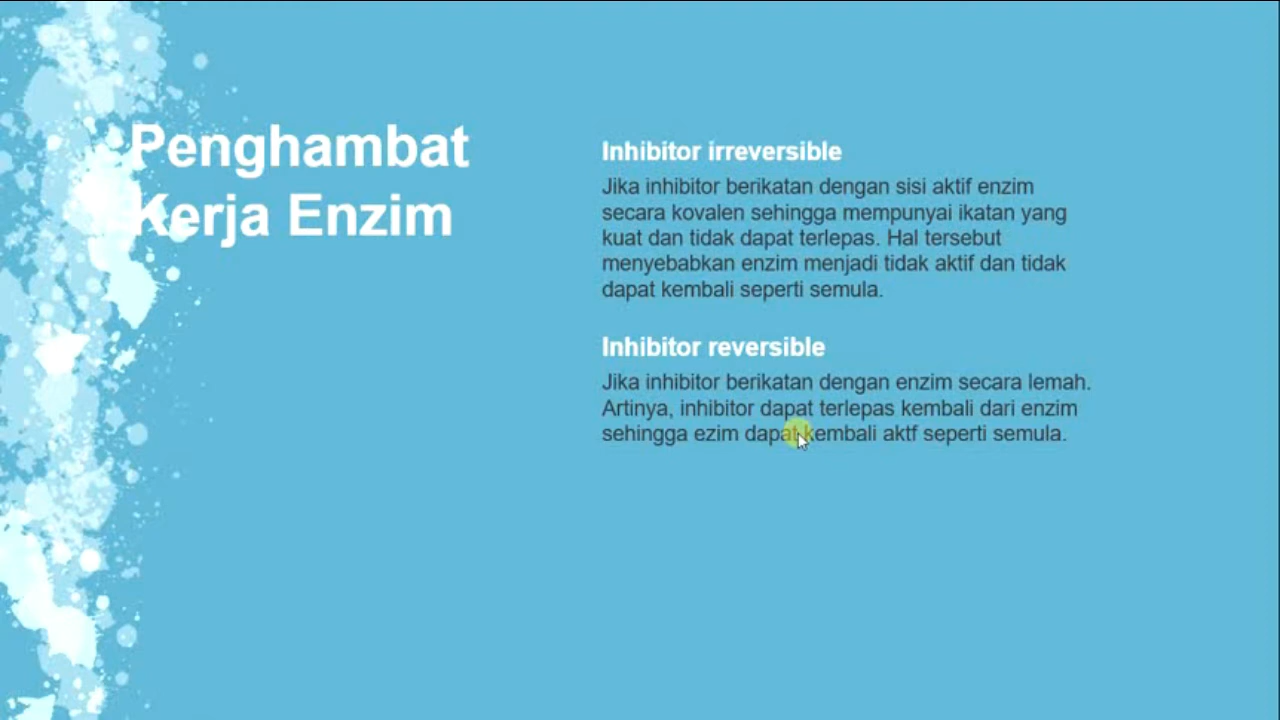 Penghambat
Kerja Enzim
Inhibitor irreversible
Jika inhibitor berikatan dengan sisi aktif enzim
secara kovalen sehingga mempunyai ikatan yang
kuat dan tidak dapat terlepas. Hal tersebut
menyebabkan enzim menjadi tidak aktif dan tidak
dapat kembali seperti semula.
Inhibitor reversible
Jika inhibitor berikatan dengan enzim secara lemah.
Artinya, inhibitor dapat terlepas kembali dari enzim
sehingga ezim dapat kembali aktf seperti semula.